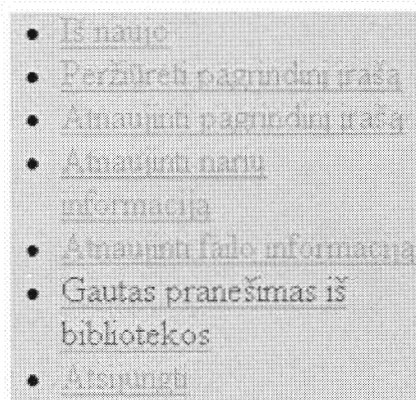 Iš naujo
Peržiūrėti pagrindinį įrašą
Atnaujinti pagrindinį įrašą
Atnaujinti narių
informaciją
Atnaujinti failo informaciją
Gautas pranešimas iš
bibliotekos
Atsijungti